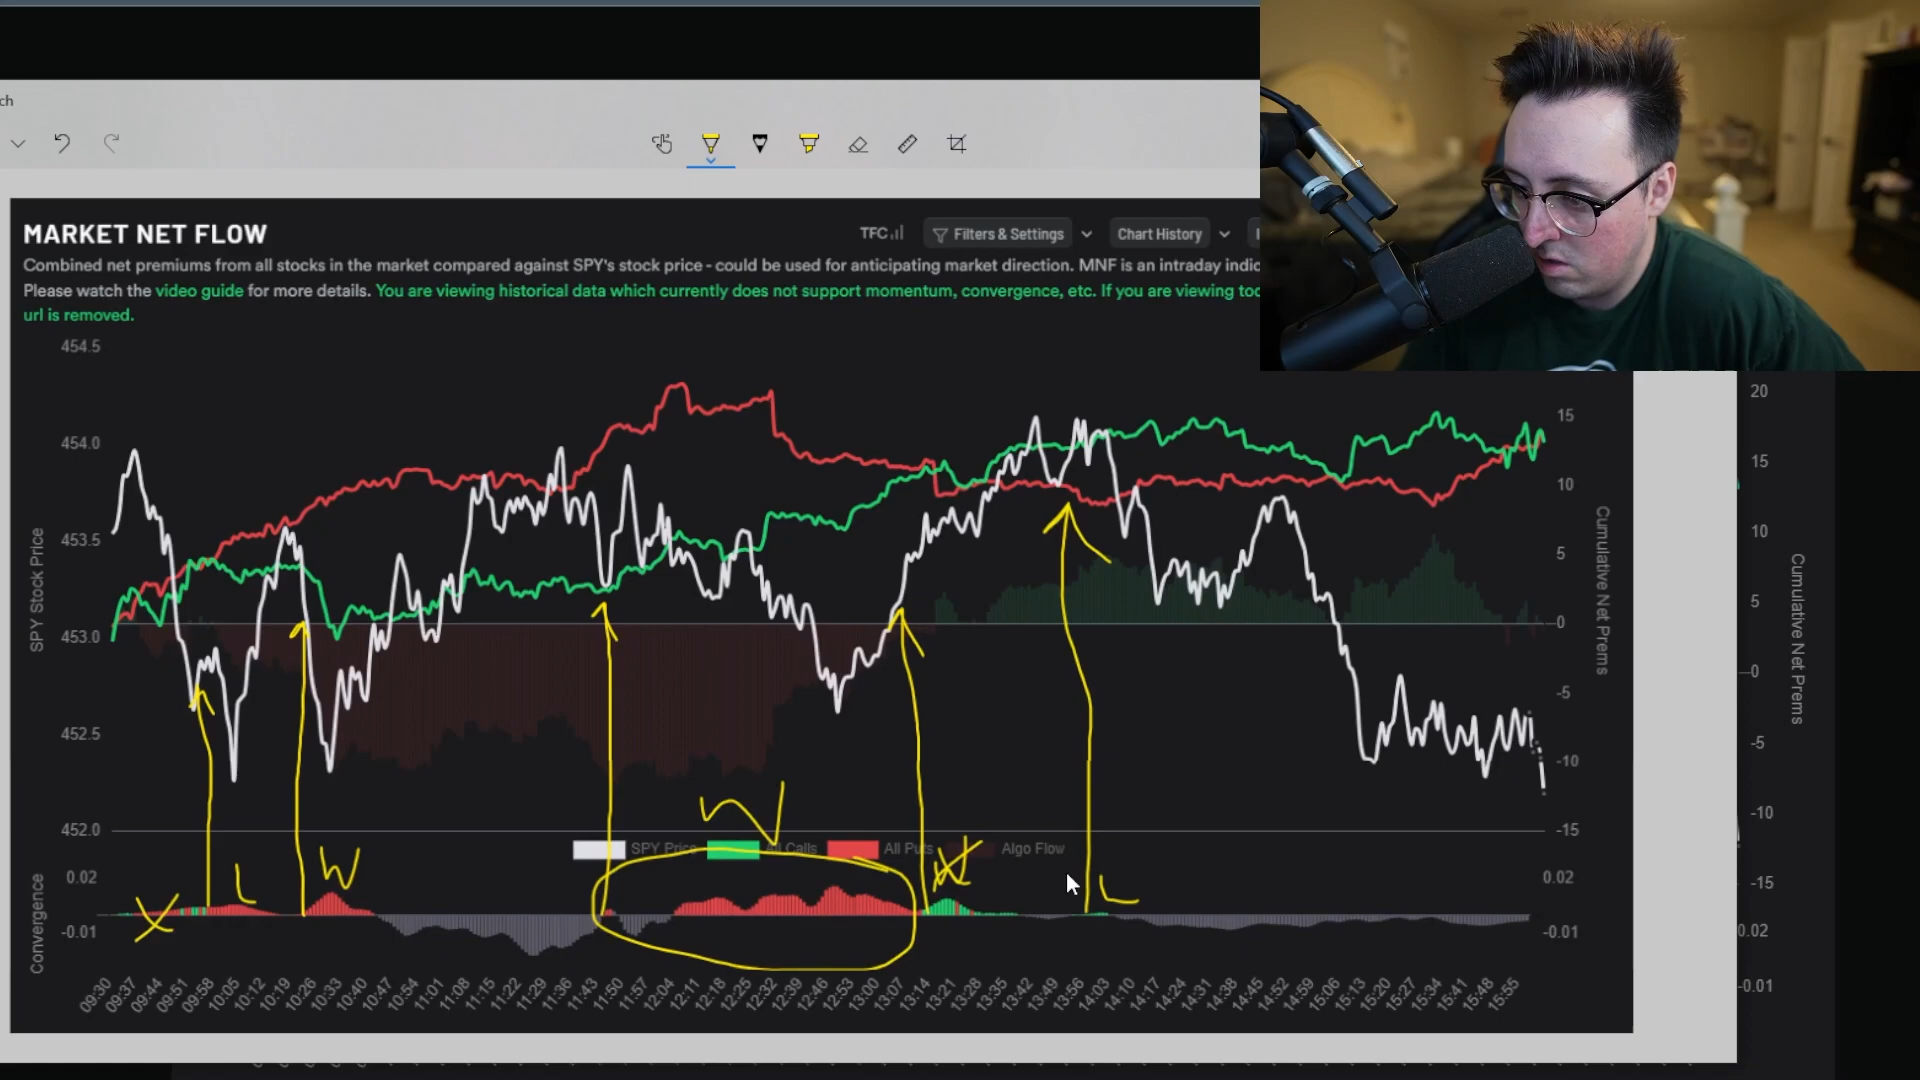 ch
MARKET NET FLOW
TFC
Filters & Settings
Chart History
Combined net premiums from all stocks in the market compared against SPY's stock price - could be used for anticipating market direction. MNF is an intraday indic
Please watch the video guide for more details. You are viewing historical data which currently does not support momentum, convergence, etc. If you are viewing
url is removed.
454.5
454.0
453.5
453.0
452.5
452.0
SPY Stock Price
15
10
5
0
-5
-10
-15
Cumulative Net Prems
20
15
10
5
0
-5
-10
-15
0.02
-0.01
Cumulative Net Prems
SPY Price
All Calls
All Puts
Algo Flow
0.02
-0.01
Convergence
0.02
-0.01
X
L
W
W
L
09:30 09:37 09:44 09:51 09:58 10:05 10:12 10:19 10:26 10:33 10:40 10:47 10:54 11:01 11:08 11:15 11:22 11:29 11:36 11:43 11:50 11:57 12:04 12:11 12:18 12:25 12:32 12:39 12:46 12:53 13:00 13:07 13:14 13:21 13:28 13:35 13:42 13:49 13:56 14:03 14:10 14:17 14:24 14:31 14:38 14:45 14:52 14:59 15:06 15:13 15:20 15:27 15:34 15:41 15:48 15:55